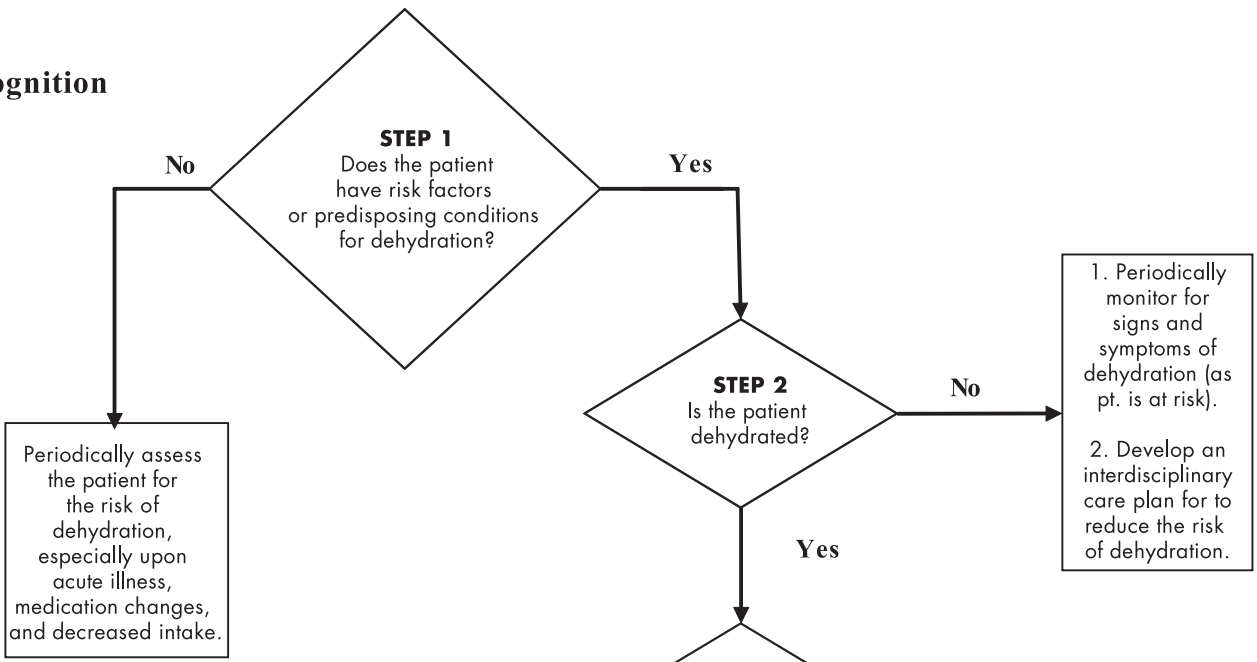 ognition
STEP 1
Does the patient
have risk factors
or predisposing conditions
for dehydration?
No
Yes
STEP 2
Is the patient
dehydrated?
No
Yes
1. Periodically
monitor for
signs and
symptoms of
dehydration (as
pt. is at risk).
2. Develop an
interdisciplinary
care plan for to
reduce the risk
of dehydration.
Periodically assess
the patient for
the risk of
dehydration,
especially upon
acute illness,
medication changes,
and decreased intake.